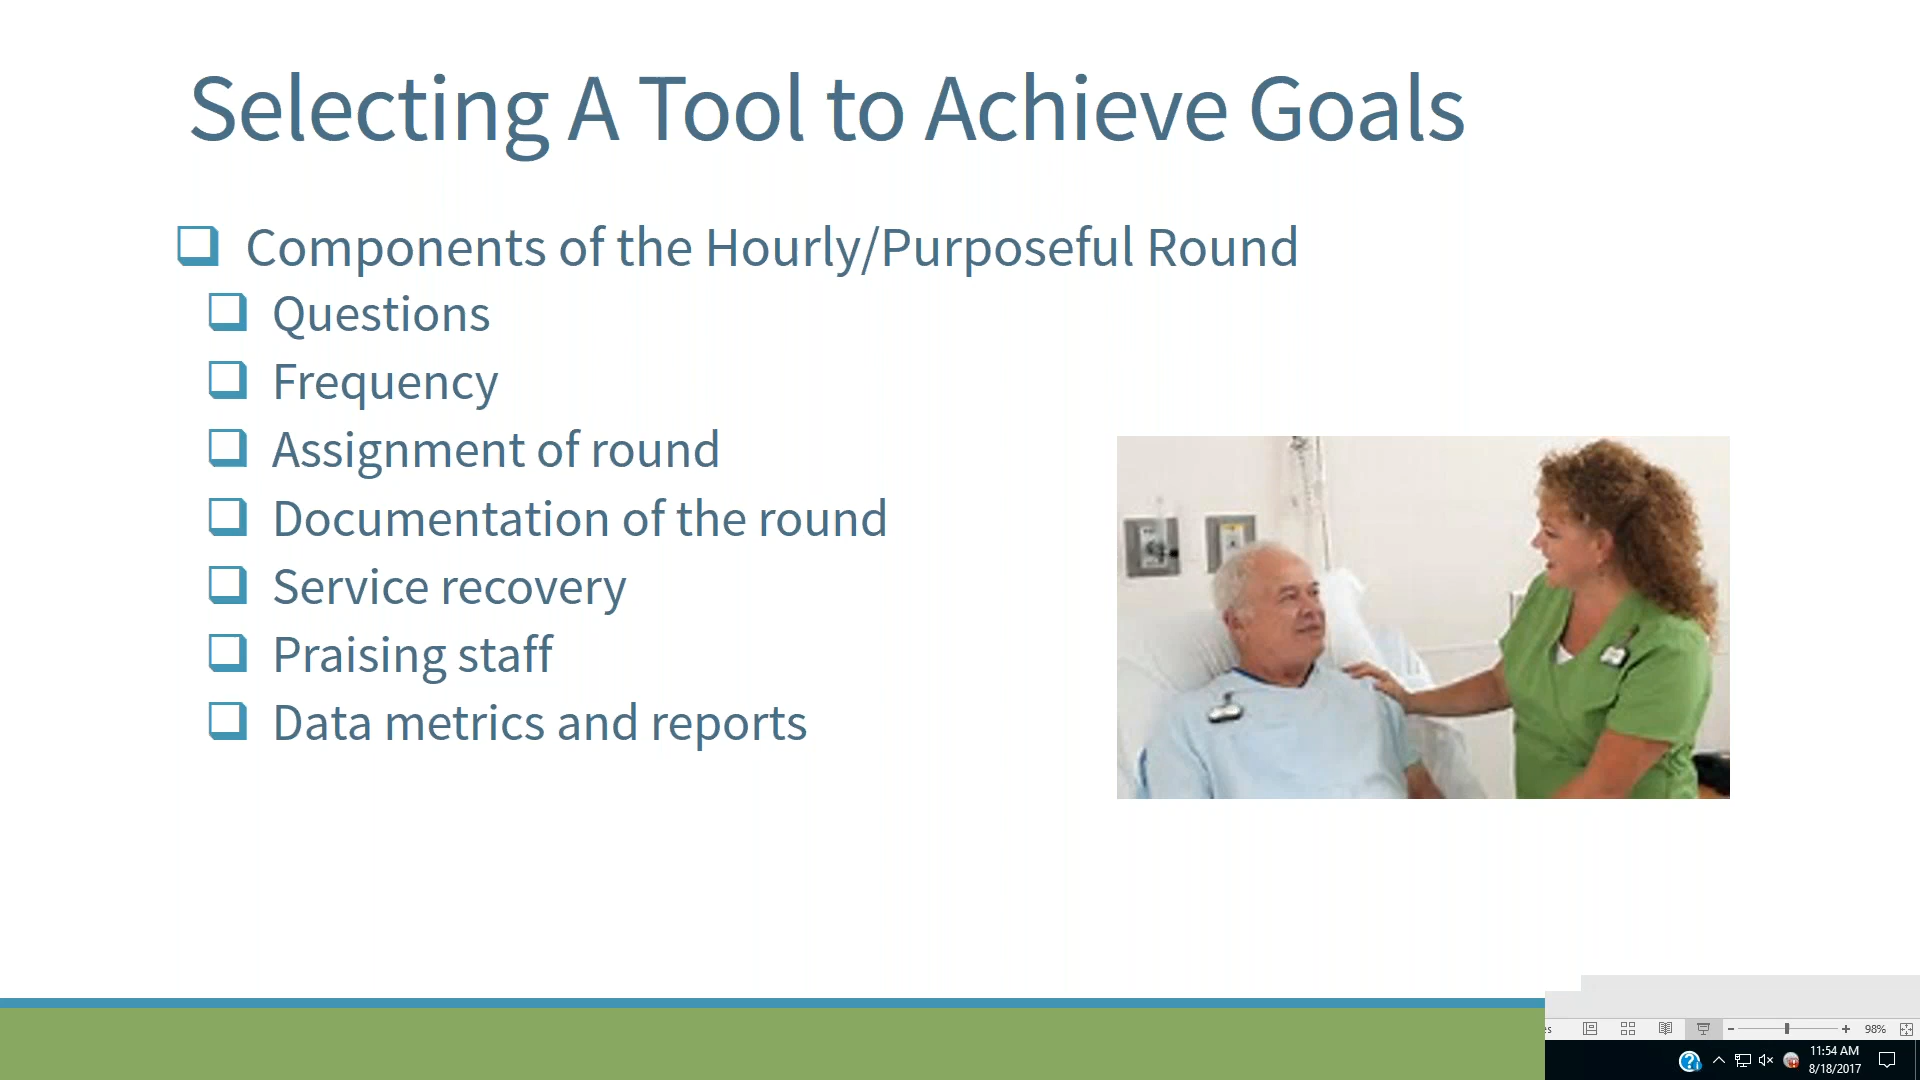 Selecting A Tool to Achieve Goals
Components of the Hourly/Purposeful Round
Questions
Frequency
Assignment of round
Documentation of the round
Service recovery
Praising staff
Data metrics and reports
98%
11:54 AM
8/18/2017